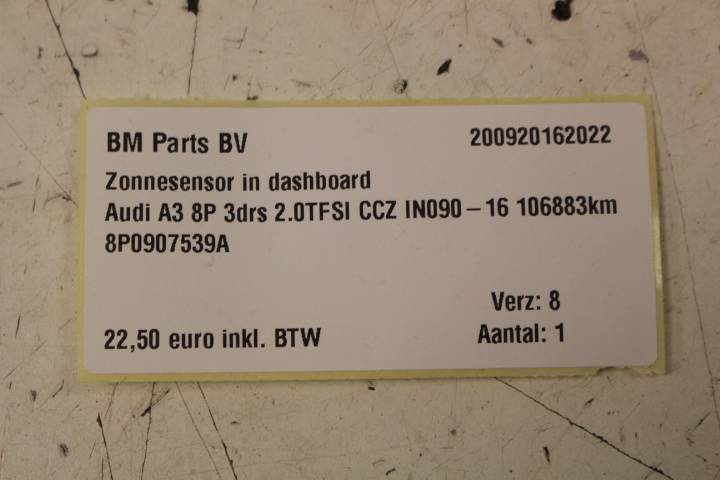 BM Parts BV 200920162022
Zonnesensor in dashboard
Audi A3 8P 3drs 2.0TFSI CCZ IN090-16 106883km
8P0907539A
Verz: 8
22,50 euro inkl. BTW Aantal: 1